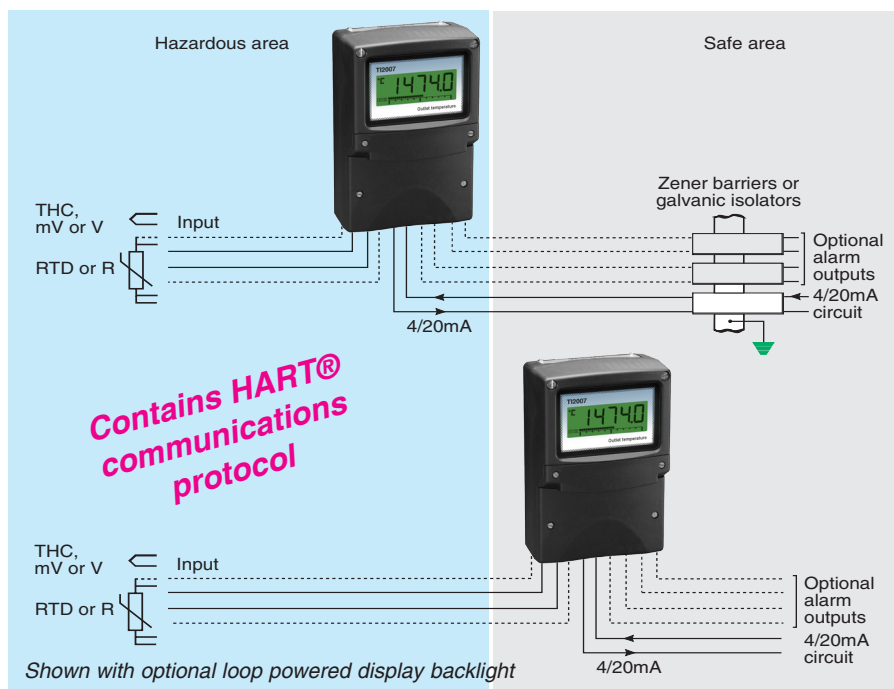 Hazardous area
Safe area
TI2007
°C
1474.0
Outlet temperature
Zener barriers or
galvanic isolators
THC,
mV or V
Input
RTD or R
Optional
alarm
outputs
4/20mA
circuit
4/20mA
Contains HART®
communications
protocol
TI2007
°C
1474.0
Outlet temperature
THC,
mV or V
Input
RTD or R
Optional
alarm
outputs
4/20mA
circuit
4/20mA
Shown with optional loop powered display backlight